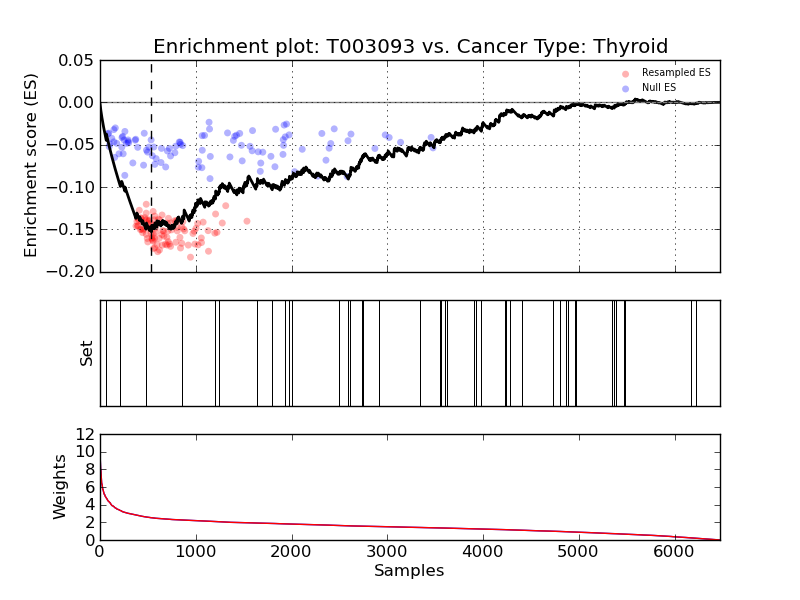 Enrichment plot: T003093 vs. Cancer Type: Thyroid
0.05
0.00
−0.05
−0.10
−0.15
−0.20
Enrichment score (ES)
Resampled ES
Null ES
Set
12
10
8
6
4
2
0
Weights
0 1000 2000 3000 4000 5000 6000
Samples